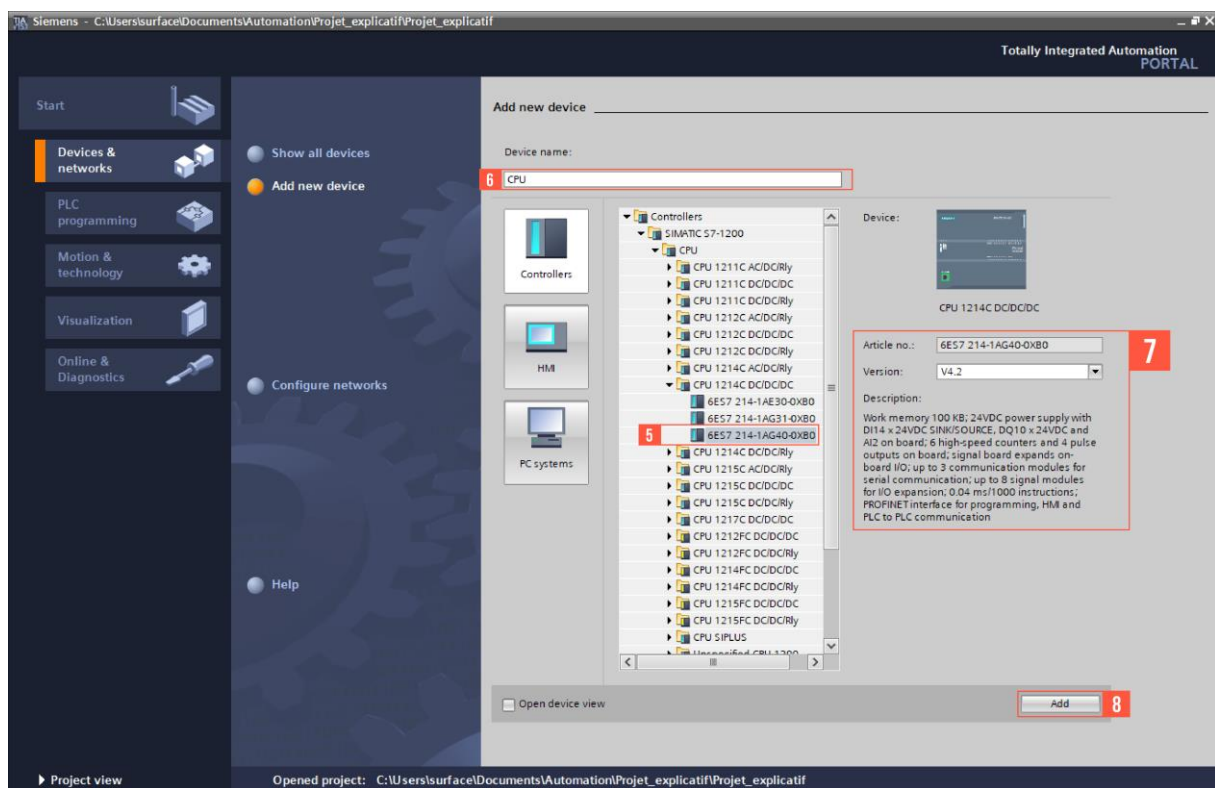 Siemens - C:\Users\surface\Documents\Automation\Projet_explicatif\Projet_explicatif
Totally Integrated Automation
PORTAL
Start
Devices &
networks
PLC
programming
Motion &
technology
Visualization
Online &
Diagnostics
Show all devices
Add new device
Configure networks
Help
Add new device
Device name:
6 CPU
Controllers
HMI
PC systems
Controllers
SIMATIC S7-1200
CPU
CPU 1211C AC/DC/Rly
CPU 1211C DC/DC/DC
CPU 1211C DC/DC/Rly
CPU 1212C AC/DC/Rly
CPU 1212C DC/DC/DC
CPU 1212C DC/DC/Rly
CPU 1214C AC/DC/Rly
CPU 1214C DC/DC/DC
6ES7 214-1AE30-0XB0
6ES7 214-1AG31-0XB0
5 6ES7 214-1AG40-0XB0
CPU 1214C DC/DC/Rly
CPU 1215C AC/DC/Rly
CPU 1215C DC/DC/DC
CPU 1215C DC/DC/Rly
CPU 1217C DC/DC/DC
CPU 1212FC DC/DC/DC
CPU 1212FC DC/DC/Rly
CPU 1214FC DC/DC/DC
CPU 1214FC DC/DC/Rly
CPU 1215FC DC/DC/DC
CPU 1215FC DC/DC/Rly
CPU SIPLUS
Unspecified CPU 1200
Device:
CPU 1214C DC/DC/DC
Article no.: 6ES7 214-1AG40-0XB0
7
Version: V4.2
Description:
Work memory 100 KB; 24VDC power supply with
DI14 x 24VDC SINK/SOURCE, DQ10 x 24VDC and
AI2 on board; 6 high-speed counters and 4 pulse
outputs on board; signal board expands on-
board I/O; up to 3 communication modules for
serial communication; up to 8 signal modules
for I/O expansion; 0.04 ms/1000 instructions;
PROFINET interface for programming, HMI and
PLC to PLC communication
Open device view
Add 8
Project view
Opened project: C:\Users\surface\Documents\Automation\Projet_explicatif\Projet_explicatif